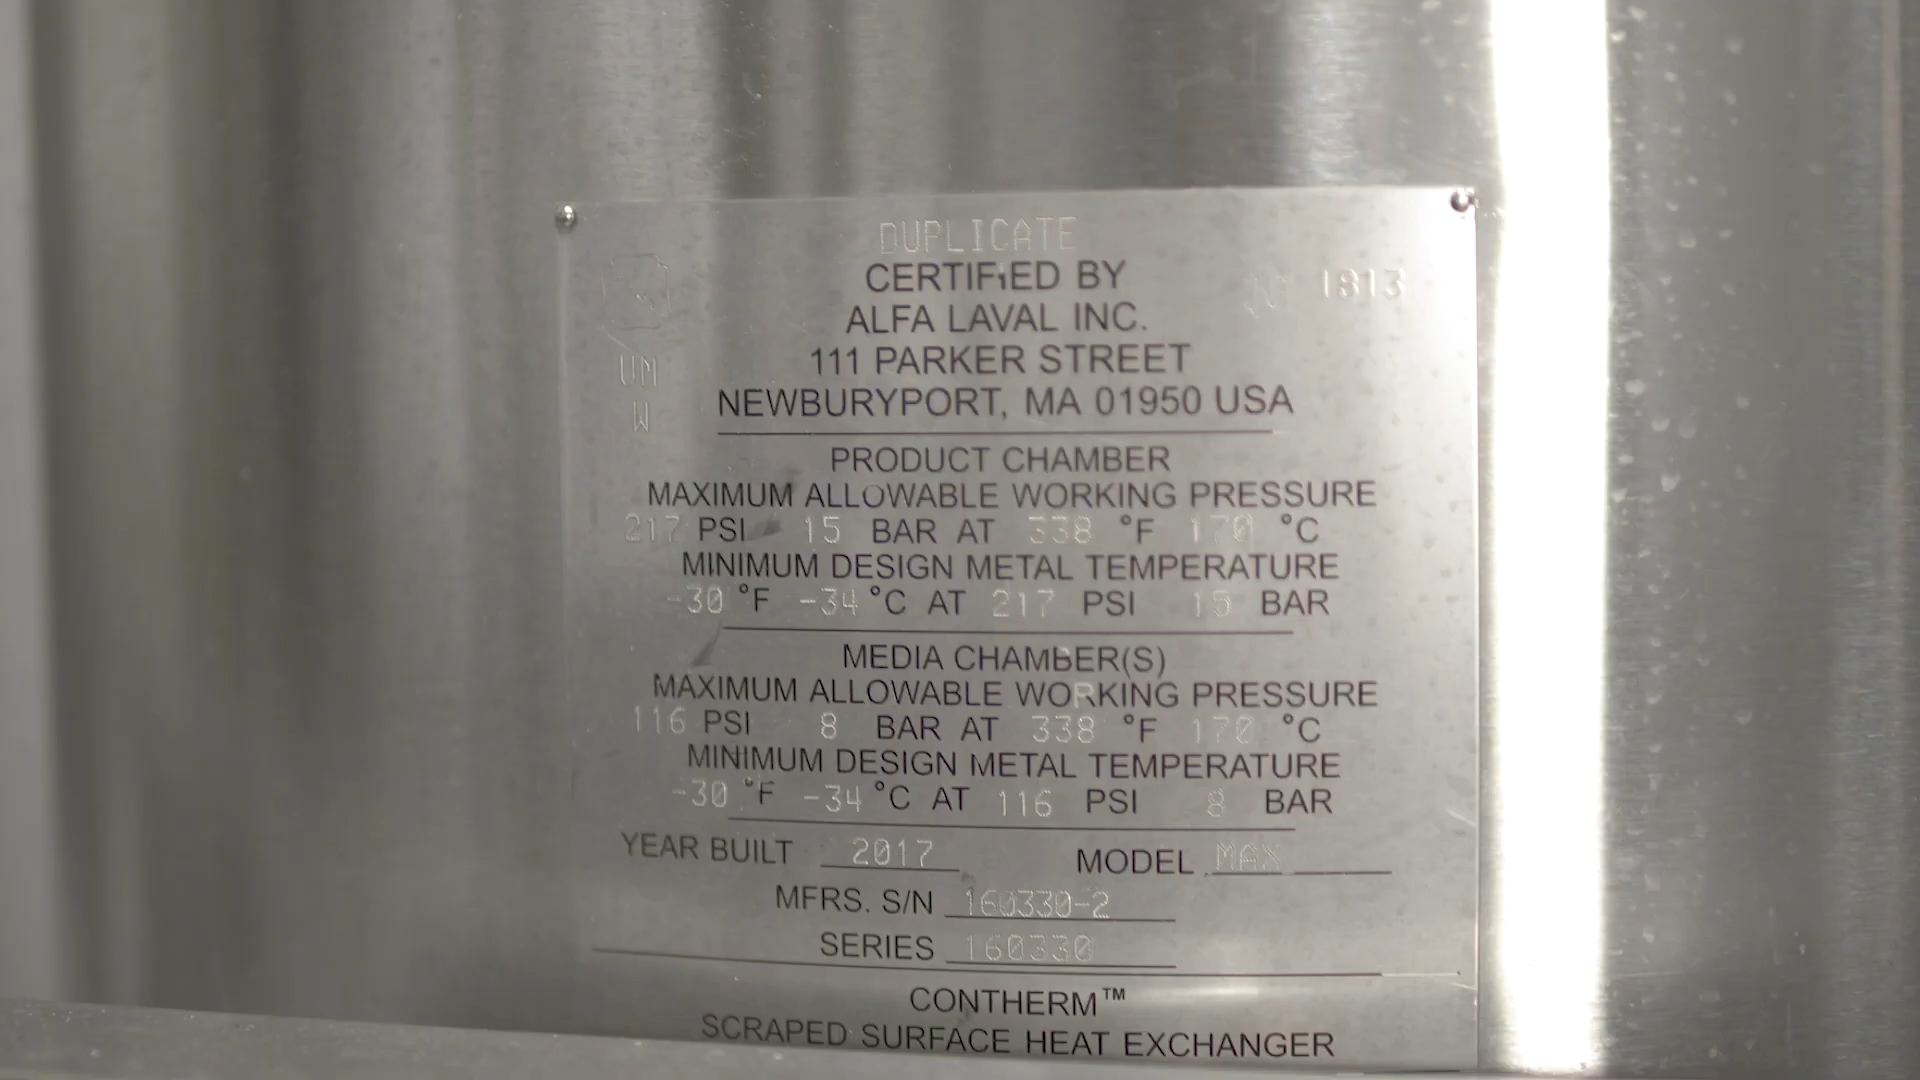 DUPLICATE
CERTIFIED BY
1813
ALFA LAVAL INC.
111 PARKER STREET
UM
NEWBURYPORT, MA 01950 USA
W
PRODUCT CHAMBER
MAXIMUM ALLOWABLE WORKING PRESSURE
217 PSI 15 BAR AT 338 °F 170 °C
MINIMUM DESIGN METAL TEMPERATURE
-30 °F -34 °C AT 217 PSI 15 BAR
MEDIA CHAMBER(S)
MAXIMUM ALLOWABLE WORKING PRESSURE
116 PSI 8 BAR AT 338 °F 170 °C
MINIMUM DESIGN METAL TEMPERATURE
-30 °F -34 °C AT 116 PSI 8 BAR
YEAR BUILT 2017 MODEL MAX
MFRS. S/N 160330-2
SERIES 160330
CONTHERM™
SCRAPED SURFACE HEAT EXCHANGER